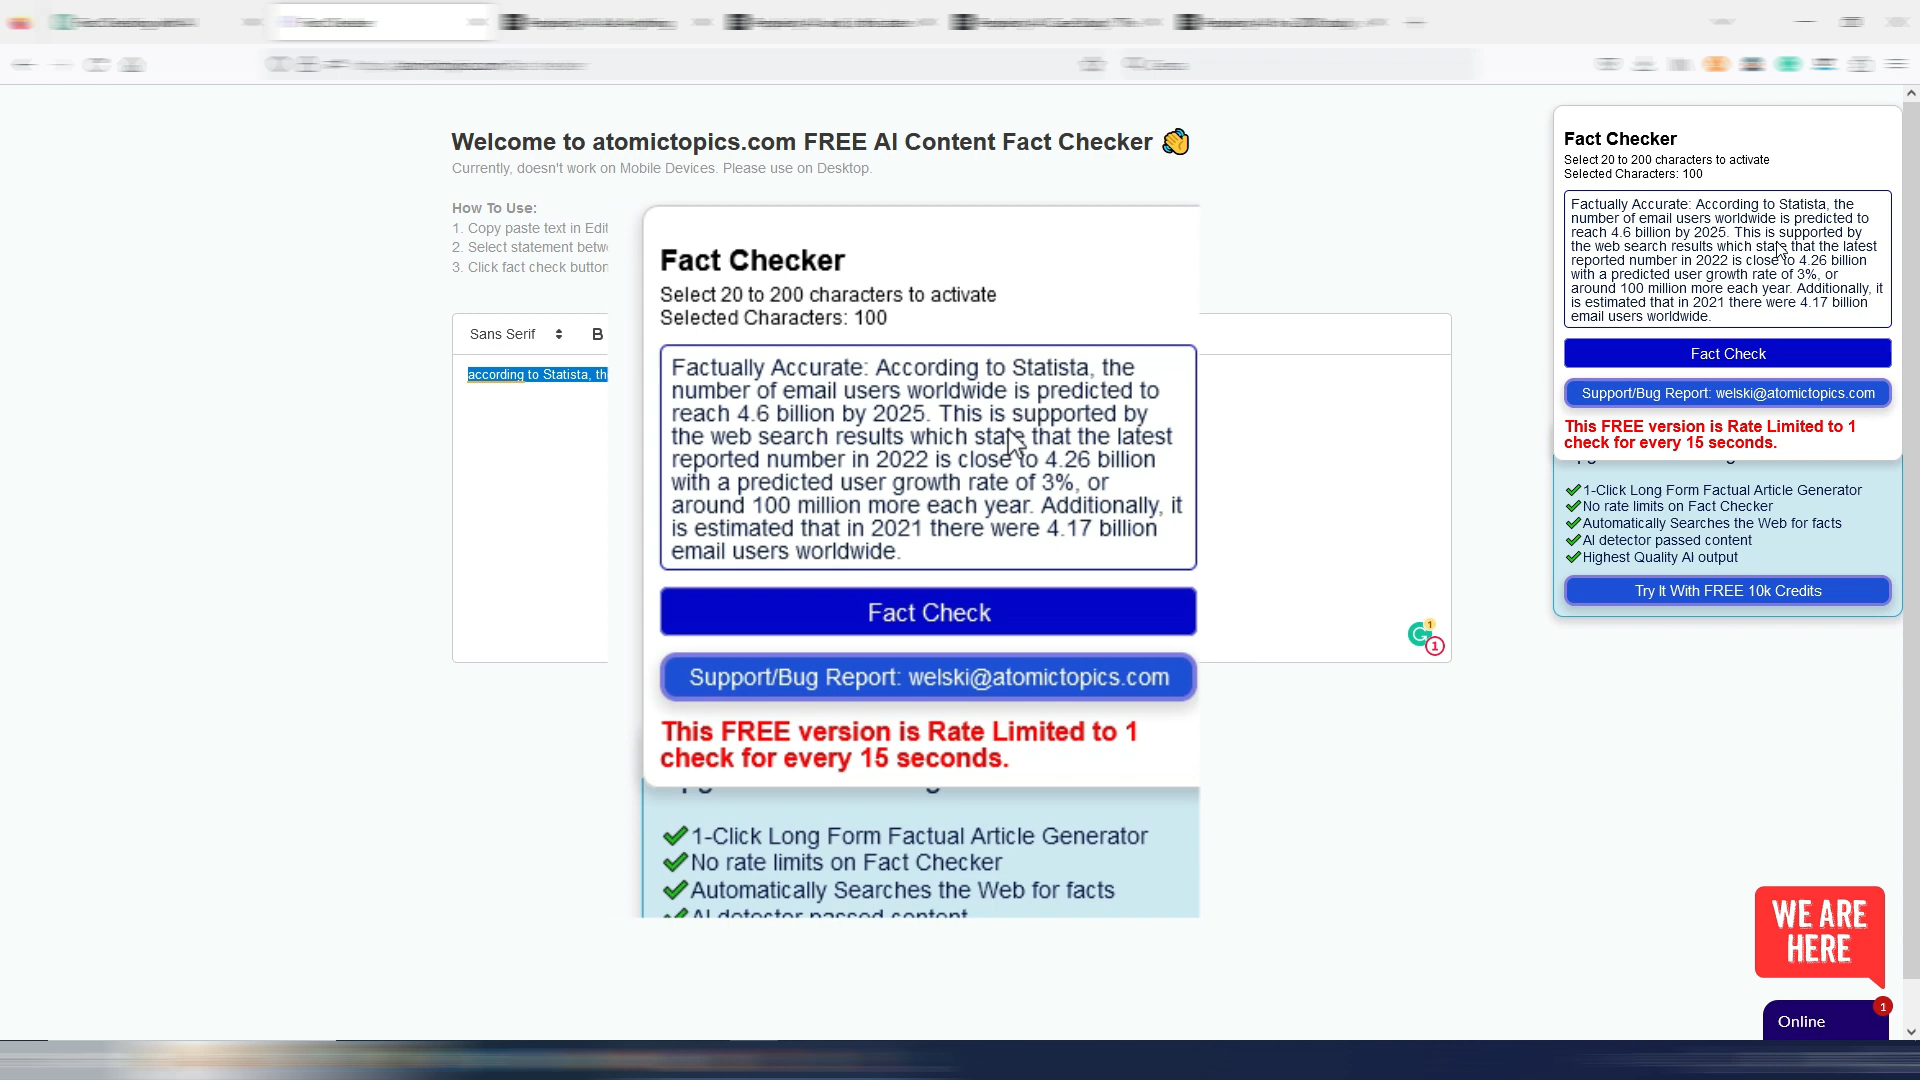 Welcome to atomictopics.com FREE AI Content Fact Checker 👏
Currently, doesn't work on Mobile Devices. Please use on Desktop.
How To Use:
1. Copy paste text in Edit
2. Select statement betw
3. Click fact check button
Sans Serif B
according to Statista, th
Fact Checker
Select 20 to 200 characters to activate
Selected Characters: 100
Factually Accurate: According to Statista, the
number of email users worldwide is predicted to
reach 4.6 billion by 2025. This is supported by
the web search results which state that the latest
reported number in 2022 is close to 4.26 billion
with a predicted user growth rate of 3%, or
around 100 million more each year. Additionally, it
is estimated that in 2021 there were 4.17 billion
email users worldwide.
Fact Check
Support/Bug Report: welski@atomictopics.com
This FREE version is Rate Limited to 1
check for every 15 seconds.
✔1-Click Long Form Factual Article Generator
✔No rate limits on Fact Checker
✔Automatically Searches the Web for facts
✔AI detector passed content
1
1
Fact Checker
Select 20 to 200 characters to activate
Selected Characters: 100
Factually Accurate: According to Statista, the
number of email users worldwide is predicted to
reach 4.6 billion by 2025. This is supported by
the web search results which state that the latest
reported number in 2022 is close to 4.26 billion
with a predicted user growth rate of 3%, or
around 100 million more each year. Additionally, it
is estimated that in 2021 there were 4.17 billion
email users worldwide.
Fact Check
Support/Bug Report: welski@atomictopics.com
This FREE version is Rate Limited to 1
check for every 15 seconds.
✔1-Click Long Form Factual Article Generator
✔No rate limits on Fact Checker
✔Automatically Searches the Web for facts
✔AI detector passed content
✔Highest Quality AI output
Try It With FREE 10k Credits
WE ARE
HERE
1
Online